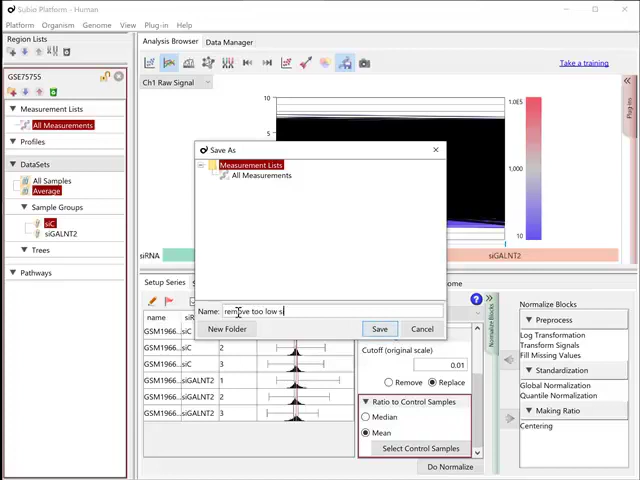 Subio Platform - Human
Platform Organism Genome View Plug-in Help
Region Lists
Analysis Browser Data Manager
GSE75755
Take a training
Measurement Lists
Ch1 Raw Signal
All Measurements
Plug-ins
Profiles
10
5
1.0E5
1,000
10
DataSets
All Samples
Average
Sample Groups
siC
siGALNT2
Trees
Pathways
Save As
Measurement Lists
All Measurements
Name: remove too low si
New Folder Save Cancel
siRNA
siGALNT2
Setup Series
ome
name
GSM1966...siC
GSM1966...siC 2
GSM1966...siC 3
GSM1966...siGALNT2 1
GSM1966...siGALNT2 2
GSM1966...siGALNT2 3
Cutoff (original scale)
0.01
Remove Replace
Ratio to Control Samples
Median
Mean
Select Control Samples
Do Normalize
Normalize Blocks
Normalize Blocks
Preprocess
Log Transformation
Transform Signals
Fill Missing Values
Standardization
Global Normalization
Quantile Normalization
Making Ratio
Centering